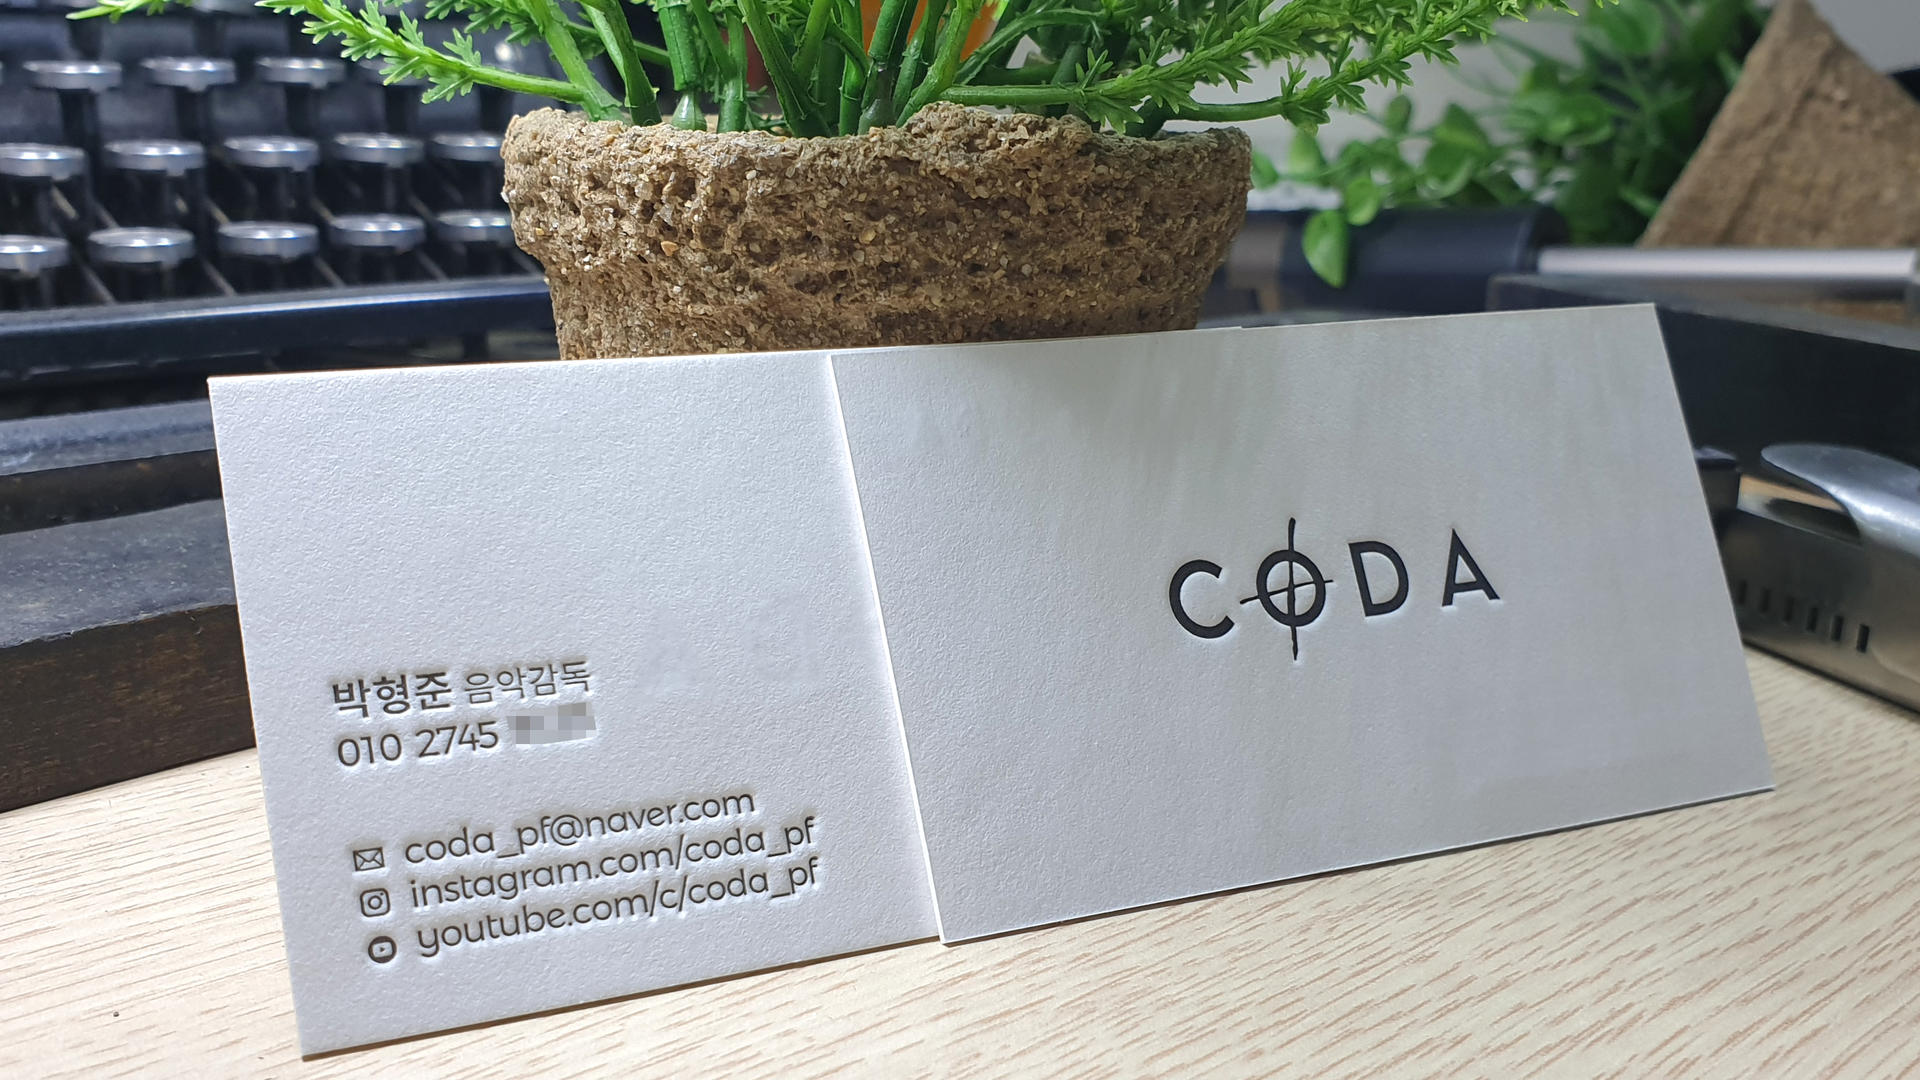 박형준 음악감독
010 2745
coda_pf@naver.com
instagram.com/coda_pf
youtube.com/c/coda_pf
CODA